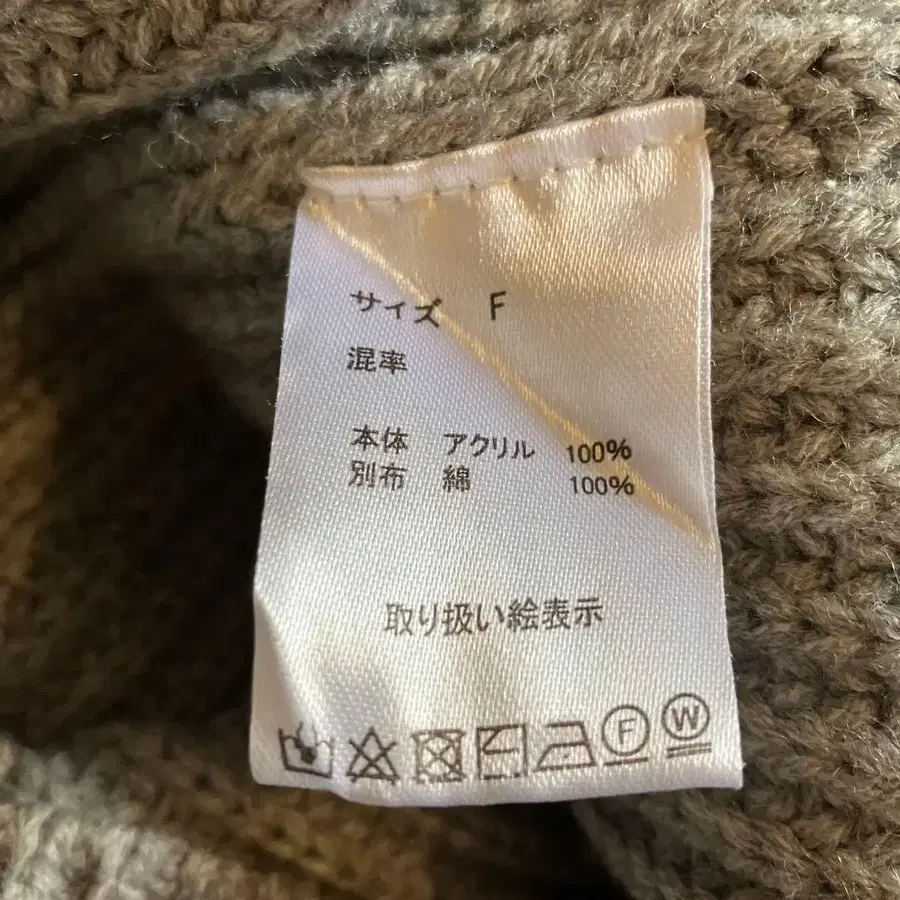 サイズ F
混率
本体 アクリル 100%
別布 綿 100%
取り扱い絵表示
F W